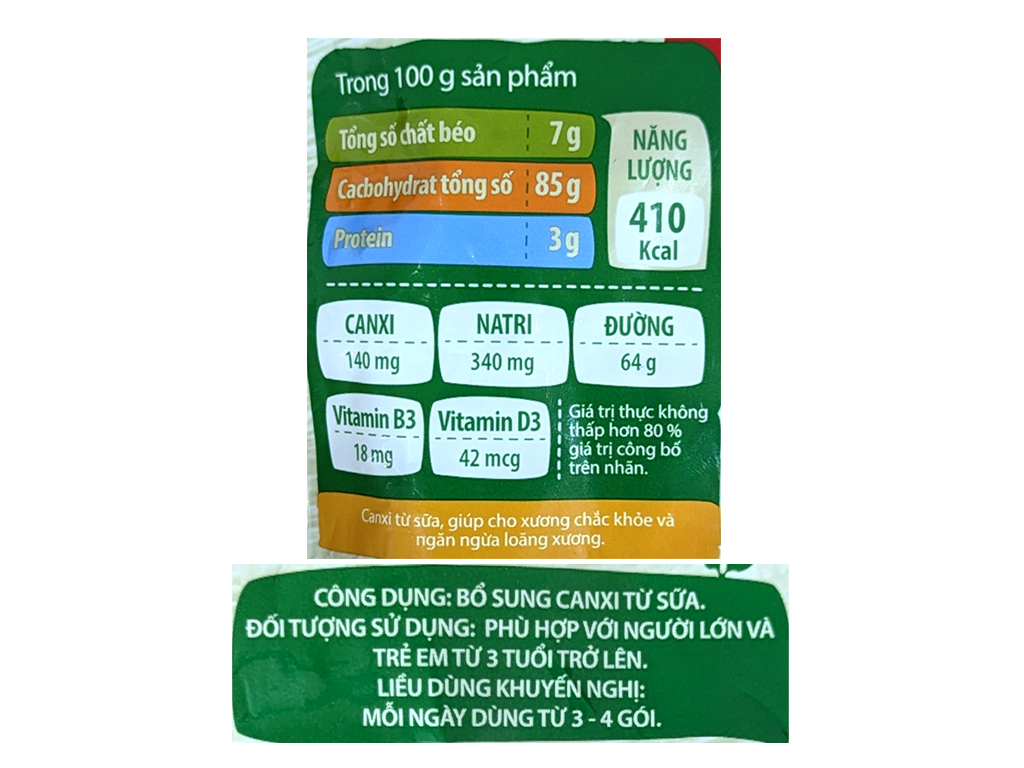 Trong 100 g sản phẩm
Tổng số chất béo 7 g
Cacbohydrat tổng số 85 g
Protein 3 g
NĂNG
LƯỢNG
410
Kcal
CANXI
140 mg
NATRI
340 mg
ĐƯỜNG
64 g
Vitamin B3
18 mg
Vitamin D3
42 mcg
Giá trị thực không
thấp hơn 80 %
giá trị công bố
trên nhãn.
Canxi từ sữa, giúp cho xương chắc khỏe và
ngăn ngừa loãng xương.
CÔNG DỤNG: BỔ SUNG CANXI TỪ SỮA.
ĐỐI TƯỢNG SỬ DỤNG: PHÙ HỢP VỚI NGƯỜI LỚN VÀ
TRẺ EM TỪ 3 TUỔI TRỞ LÊN.
LIỀU DÙNG KHUYẾN NGHỊ:
MỖI NGÀY DÙNG TỪ 3 - 4 GÓI.